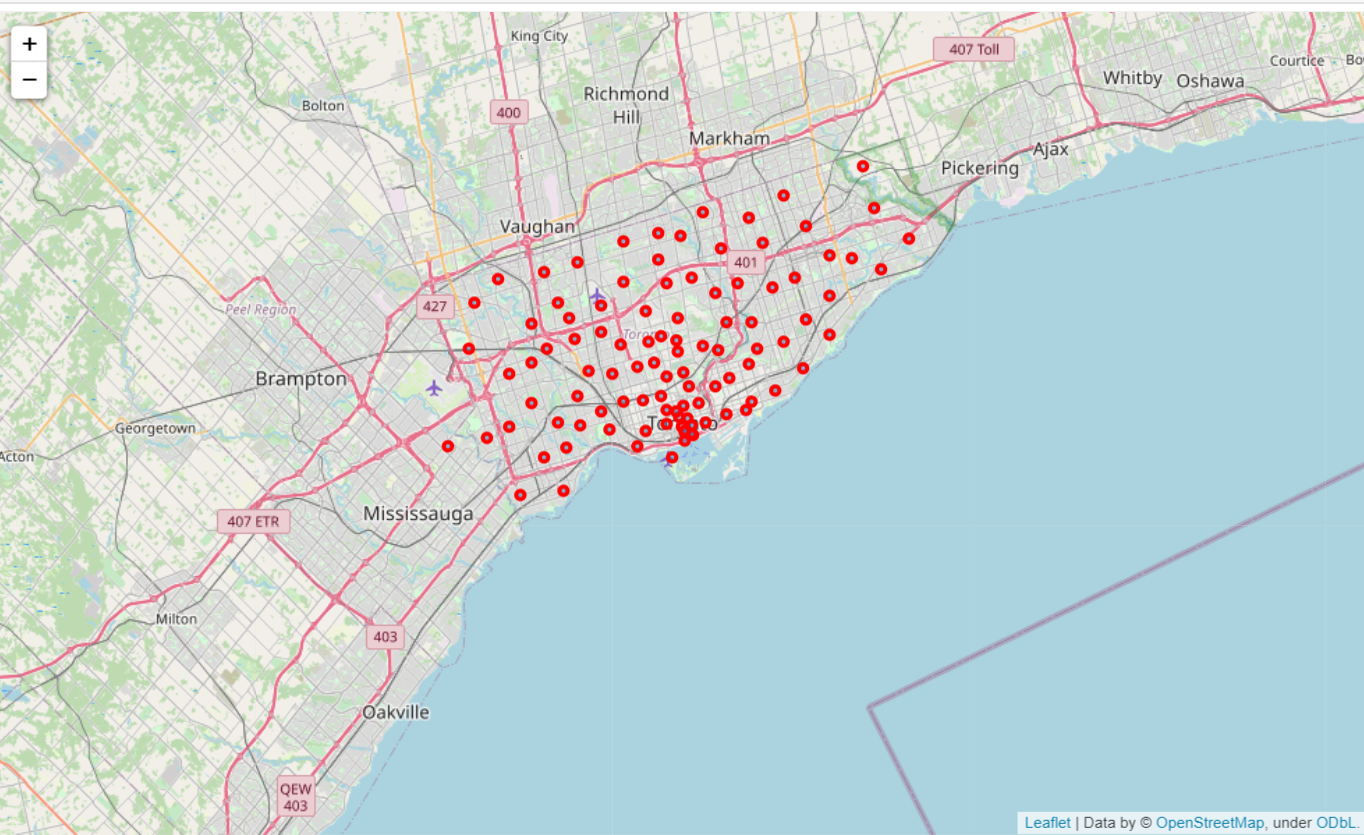 +
−
King City
407 Toll
Courtice
Whitby
Oshawa
Bolton
Richmond
Hill
400
Markham
Ajax
Pickering
Vaughan
401
427
Peel Region
Brampton
Georgetown
Acton
Mississauga
407 ETR
Milton
403
Oakville
QEW
403
Leaflet | Data by © OpenStreetMap, under ODbL.